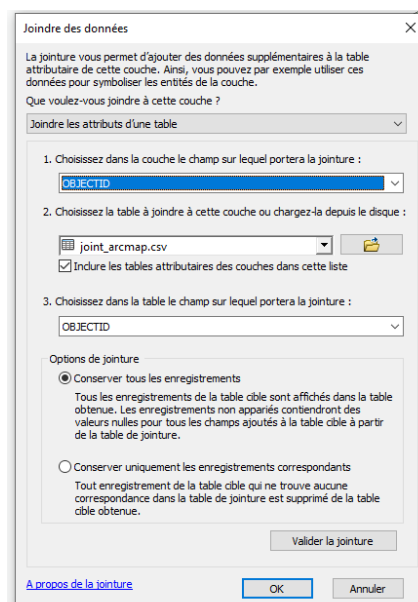 Joindre des données
La jointure vous permet d'ajouter des données supplémentaires à la table
attributaire de cette couche. Ainsi, vous pouvez par exemple utiliser ces
données pour symboliser les entités de la couche.
Que voulez-vous joindre à cette couche ?
Joindre les attributs d'une table
1. Choisissez dans la couche le champ sur lequel portera la jointure :
OBJECTID
2. Choisissez la table à joindre à cette couche ou chargez-la depuis le disque :
joint_arcmap.csv
Inclure les tables attributaires des couches dans cette liste
3. Choisissez dans la table le champ sur lequel portera la jointure :
OBJECTID
Options de jointure
Conserver tous les enregistrements
Tous les enregistrements de la table cible sont affichés dans la table
obtenue. Les enregistrements non appariés contiendront des
valeurs nulles pour tous les champs ajoutés à la table cible à partir
de la table de jointure.
Conserver uniquement les enregistrements correspondants
Tout enregistrement de la table cible qui ne trouve aucune
correspondance dans la table de jointure est supprimé de la table
cible obtenue.
Valider la jointure
A propos de la jointure
OK
Annuler